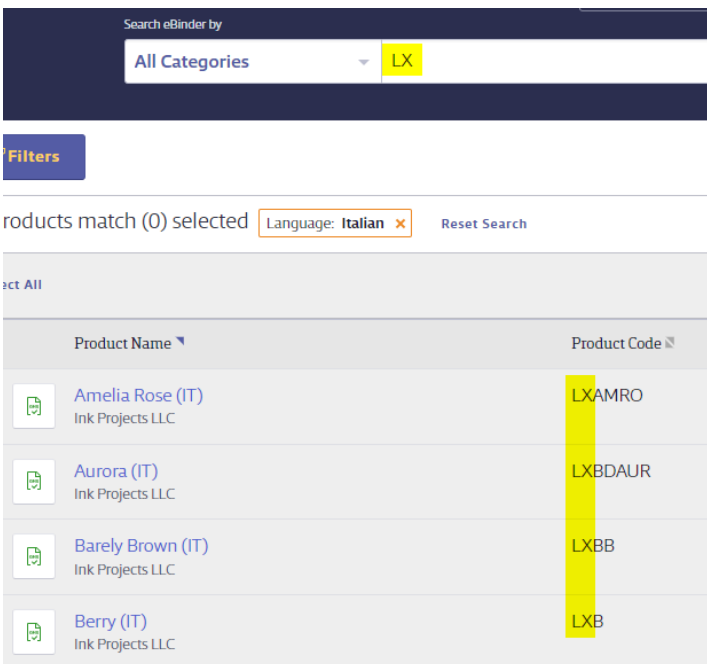 Search eBinder by
All Categories LX
Filters
roducts match (0) selected Language: Italian × Reset Search
ect All
Product Name Product Code
Amelia Rose (IT) LXAMRO
Ink Projects LLC
Aurora (IT) LXBDAUR
Ink Projects LLC
Barely Brown (IT) LXBB
Ink Projects LLC
Berry (IT) LXB
Ink Projects LLC